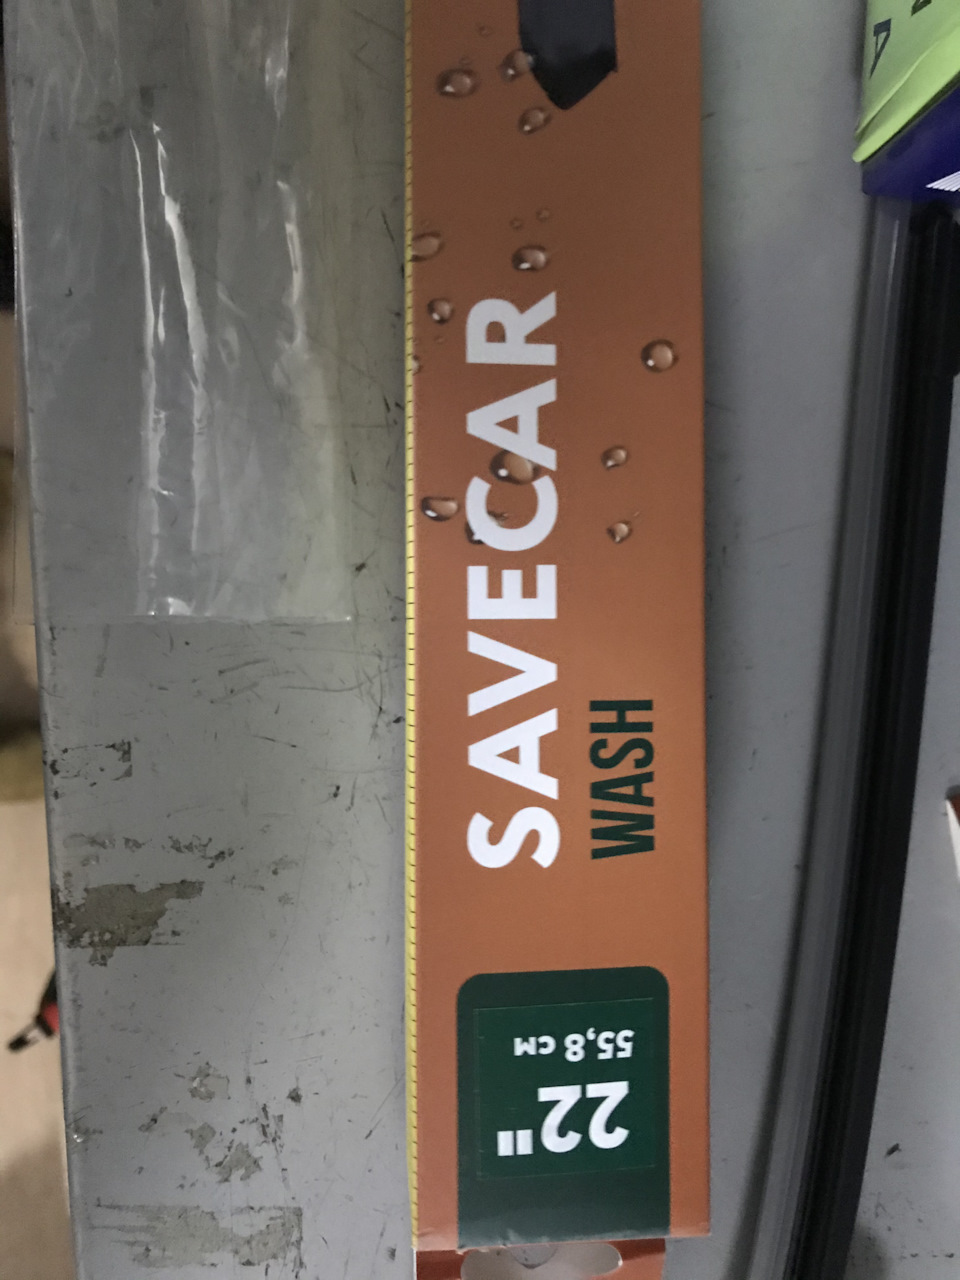 SAVECAR
WASH
55,8 см
22"